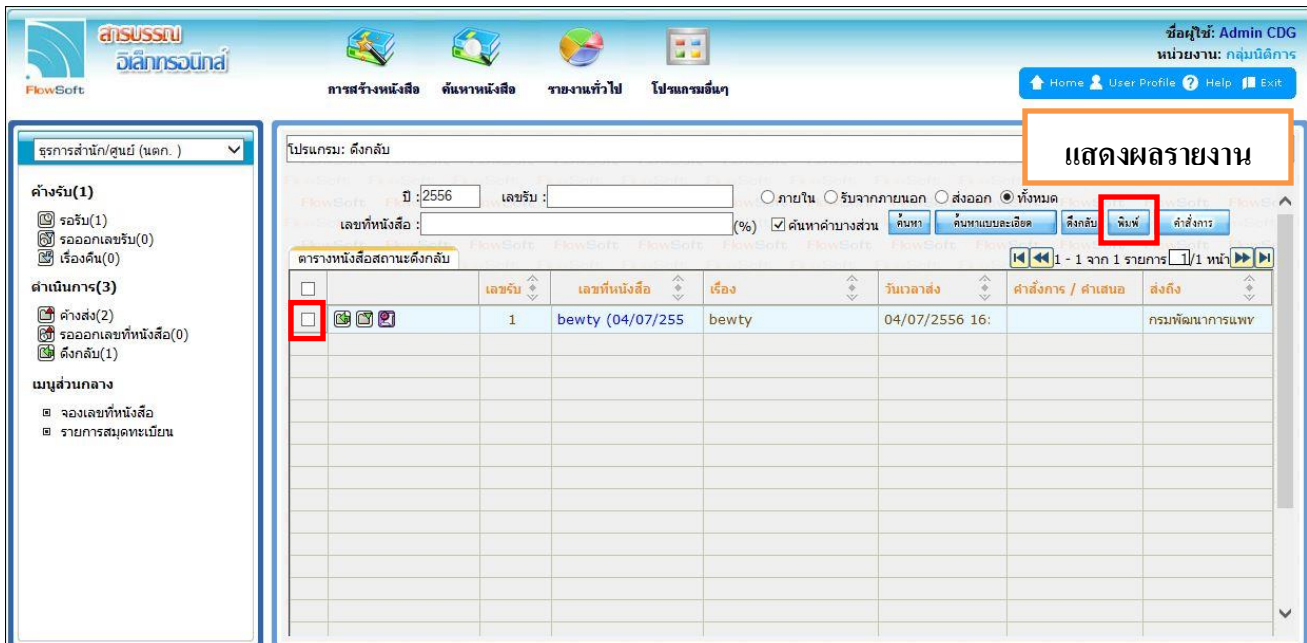 สารบรรณ
อิเล็กทรอนิกส์
FlowSoft
การสร้างหนังสือ ค้นหาหนังสือ รายงานทั่วไป โปรแกรมอื่นๆ
ชื่อผู้ใช้: Admin CDG
หน่วยงาน: กลุ่มนิติการ
Home User Profile Help Exit
แสดงผลรายงาน
ธุรการสำนัก/ศูนย์ (นตก. )
ค้างรับ(1)
รอรับ(1)
รอออกเลขรับ(0)
เรื่องคืน(0)
ดำเนินการ(3)
ค้างส่ง(2)
รอออกเลขที่หนังสือ(0)
ดึงกลับ(1)
เมนูส่วนกลาง
จองเลขที่หนังสือ
รายการสมุดทะเบียน
โปรแกรม: ดึงกลับ
ปี : 2556 เลขรับ : ภายใน รับจากภายนอก ส่งออก ทั้งหมด
เลขที่หนังสือ : (%) ค้นหาคำบางส่วน ค้นหา ค้นหาแบบละเอียด ดึงกลับ พิมพ์ คำสั่งการ
ตารางหนังสือสถานะดึงกลับ 1 - 1 จาก 1 รายการ 1/1 หน้า
เลขรับ เลขที่หนังสือ เรื่อง วันเวลาส่ง คำสั่งการ / คำเสนอ ส่งถึง
1 bewty (04/07/255 bewty 04/07/2556 16: กรมพัฒนาการแพท